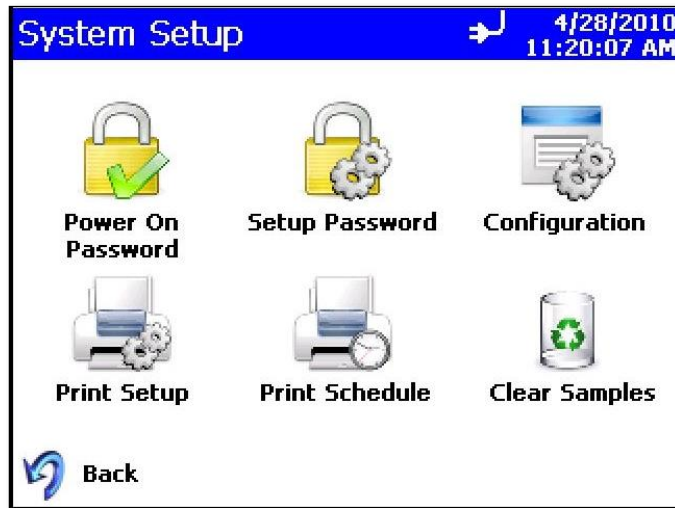 System Setup
4/28/2010
11:20:07 AM
Power On
Password
Setup Password
Configuration
Print Setup
Print Schedule
Clear Samples
Back